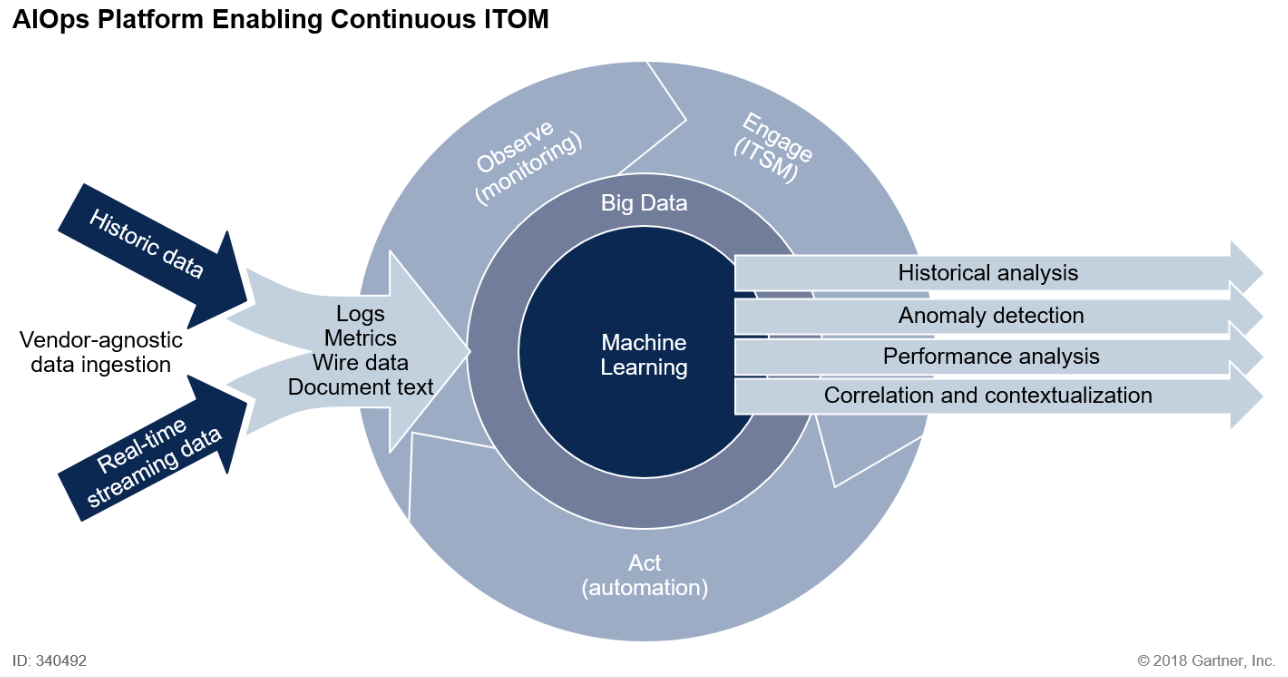 AIOps Platform Enabling Continuous ITOM
Observe
(monitoring)
Engage
(ITSM)
Big Data
Historic data
Vendor-agnostic
data ingestion
Real-time
streaming data
Logs
Metrics
Wire data
Document text
Machine
Learning
Historical analysis
Anomaly detection
Performance analysis
Correlation and contextualization
Act
(automation)
ID: 340492
© 2018 Gartner, Inc.